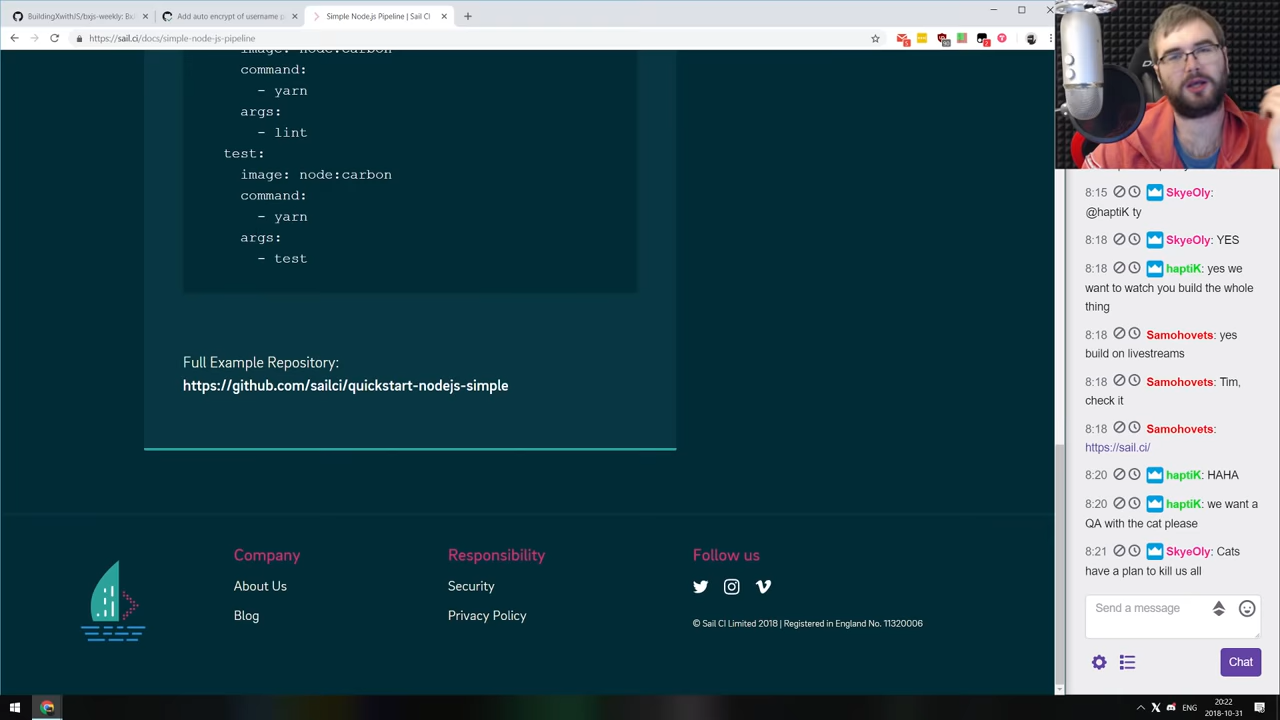 BuildingXwithJS/bxjs-weekly: Bu
Add auto encrypt of username p
Simple Node.js Pipeline | Sail CI
https://sail.ci/docs/simple-node-js-pipeline
image: node:carbon
command:
- yarn
args:
- lint
test:
image: node:carbon
command:
- yarn
args:
- test
Full Example Repository:
https://github.com/sailci/quickstart-nodejs-simple
Company
About Us
Blog
Responsibility
Security
Privacy Policy
Follow us
© Sail CI Limited 2018 | Registered in England No. 11320006
8:15 SkyeOly:
@haptiK ty
8:18 SkyeOly: YES
8:18 haptiK: yes we
want to watch you build the whole
thing
8:18 Samohovets: yes
build on livestreams
8:18 Samohovets: Tim,
check it
8:18 Samohovets:
https://sail.ci/
8:20 haptiK: HAHA
8:20 haptiK: we want a
QA with the cat please
8:21 SkyeOly: Cats
have a plan to kill us all
Send a message
Chat
ENG
20:22
2018-10-31